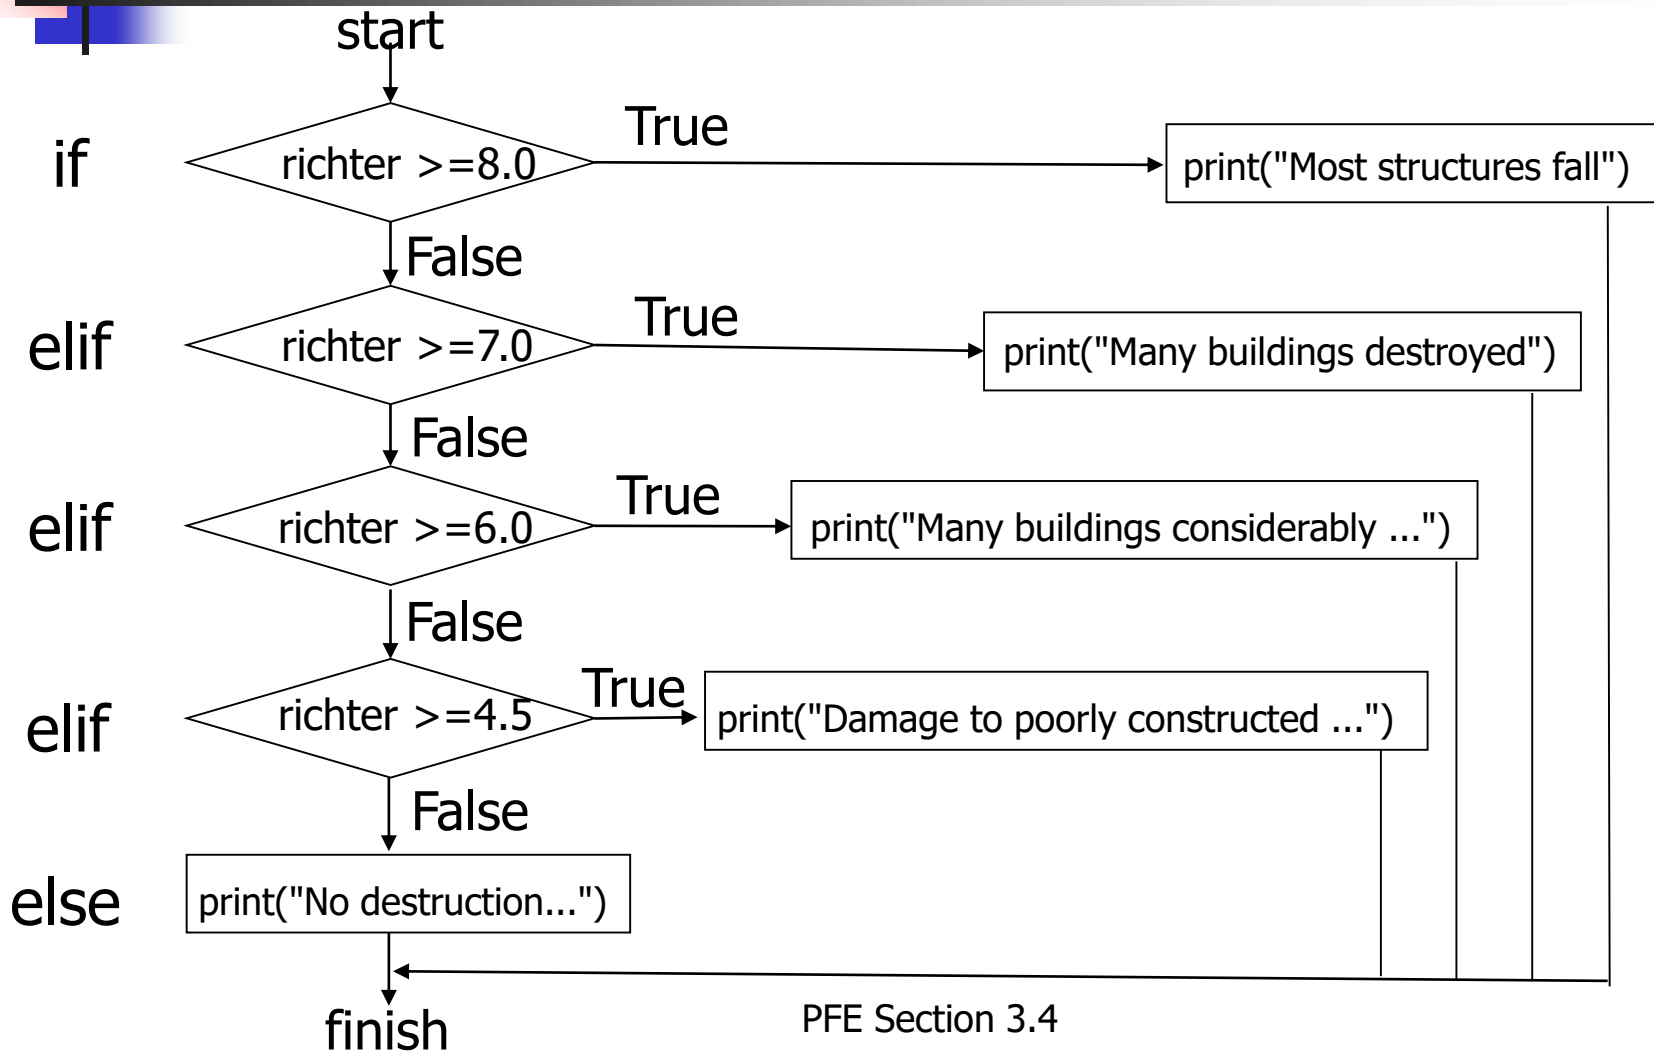 start
if
richter >=8.0
True
print("Most structures fall")
False
elif
richter >=7.0
True
print("Many buildings destroyed")
False
elif
richter >=6.0
True
print("Many buildings considerably ...")
False
elif
richter >=4.5
True
print("Damage to poorly constructed ...")
False
else
print("No destruction...")
finish
PFE Section 3.4